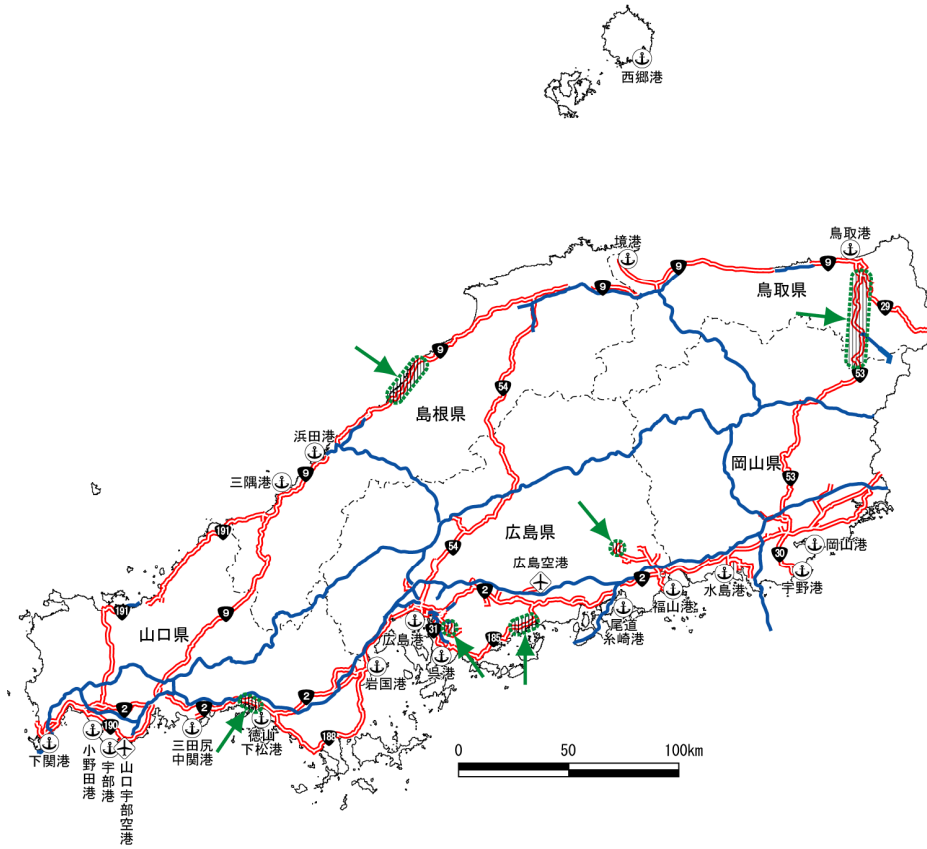 西郷港
鳥取港
境港
9
9
9
鳥取県
29
9
53
54
島根県
浜田港
岡山県
三隅港
9
53
191
広島県
岡山港
54
広島空港
30
宇野港
2
水島港
2
福山港
191
9
尾道
糸崎港
山口県
広島港
31
185
呉港
岩国港
2
2
2
徳山
下松港
188
190
三田尻
中関港
下関港
小野田港
宇部港
山口宇部空港
0
50
100km